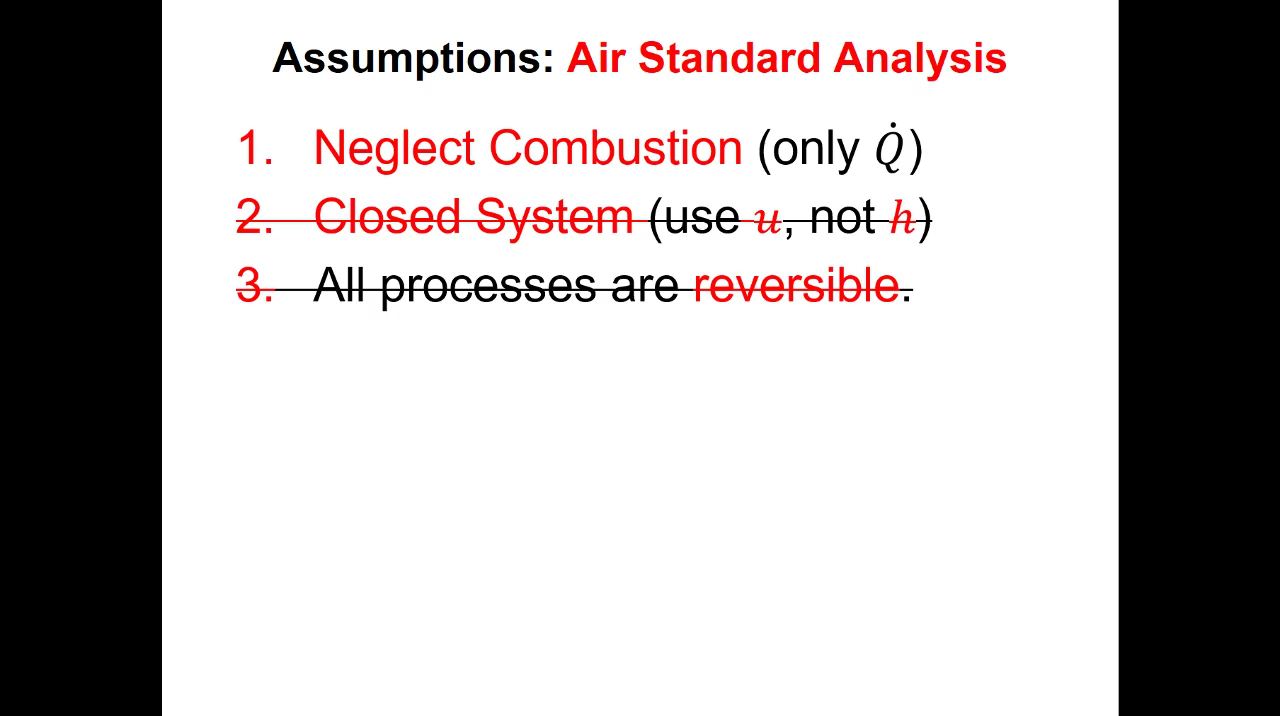 Assumptions: Air Standard Analysis
1. Neglect Combustion (only Q̇)
2. Closed System (use u, not h)
3. All processes are reversible.